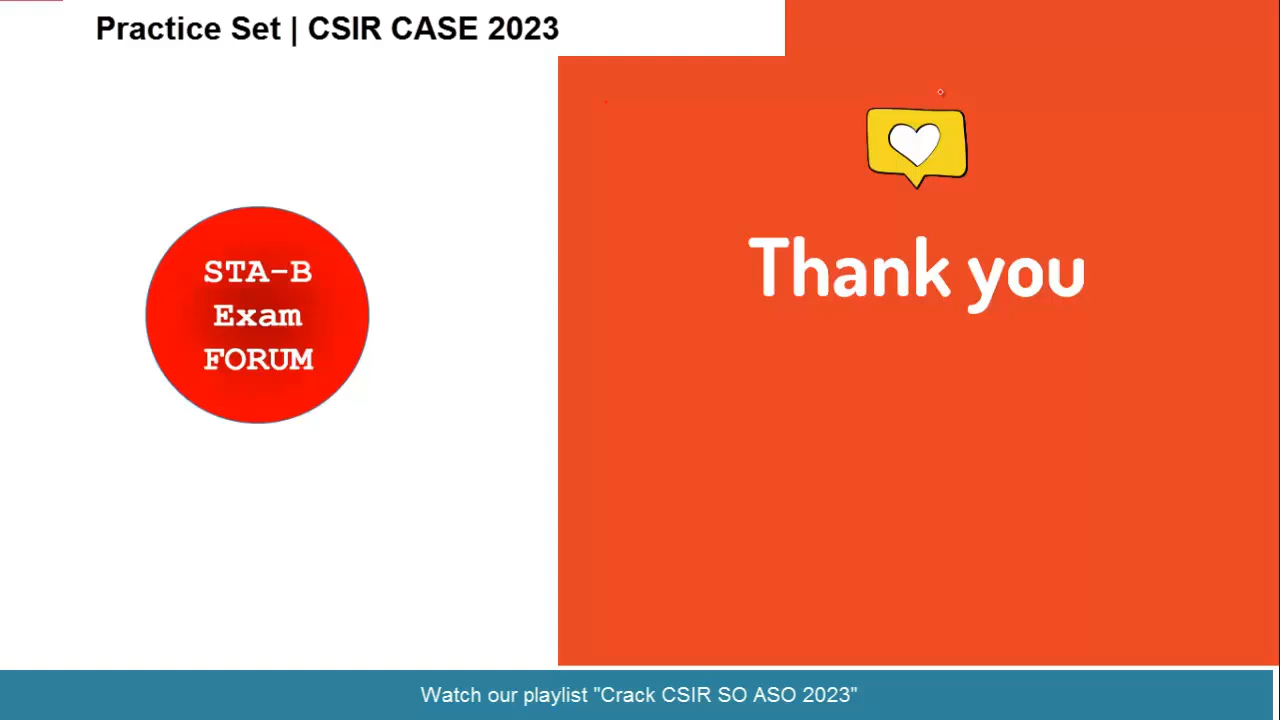 Practice Set | CSIR CASE 2023
STA-B
Exam
FORUM
Thank you
Watch our playlist "Crack CSIR SO ASO 2023"